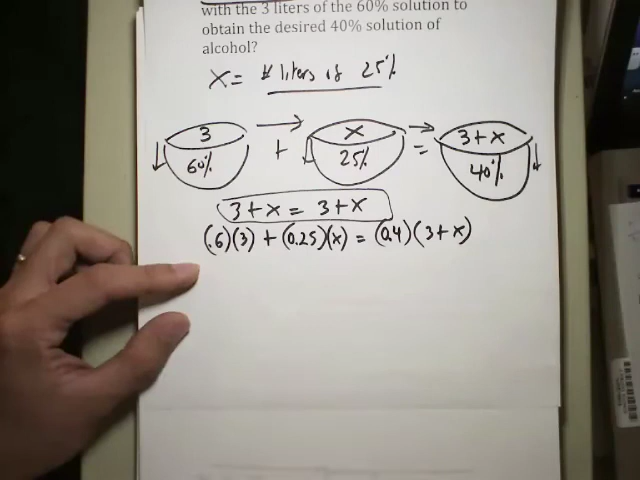 with the 3 liters of the 60% solution to
obtain the desired 40% solution of
alcohol?
x = # liters of 25%
3 + x = 3+x
60% 25% 40%
3 + x = 3 + x
(.6)(3) + (0.25)(x) = (0.4)(3+x)